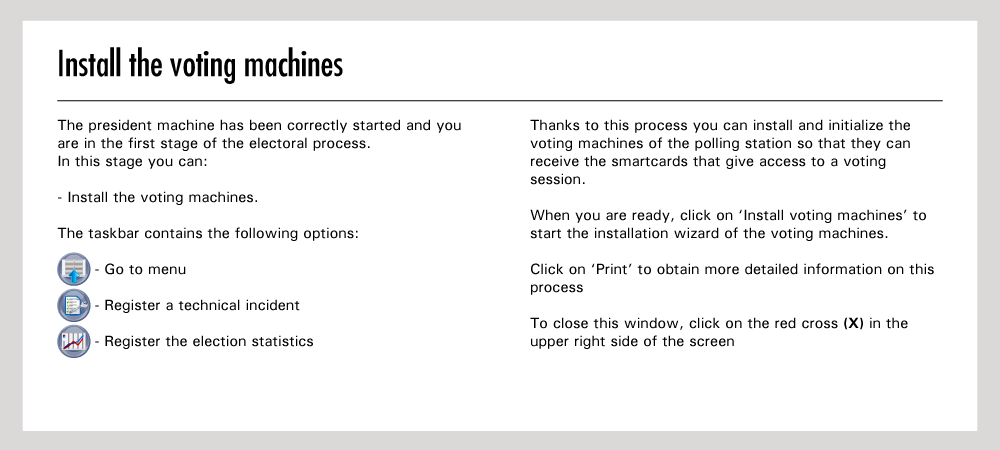 Install the voting machines
The president machine has been correctly started and you
are in the first stage of the electoral process.
In this stage you can:
- Install the voting machines.
The taskbar contains the following options:
- Go to menu
- Register a technical incident
- Register the election statistics
Thanks to this process you can install and initialize the
voting machines of the polling station so that they can
receive the smartcards that give access to a voting
session.
When you are ready, click on ‘Install voting machines’ to
start the installation wizard of the voting machines.
Click on ‘Print’ to obtain more detailed information on this
process
To close this window, click on the red cross (X) in the
upper right side of the screen